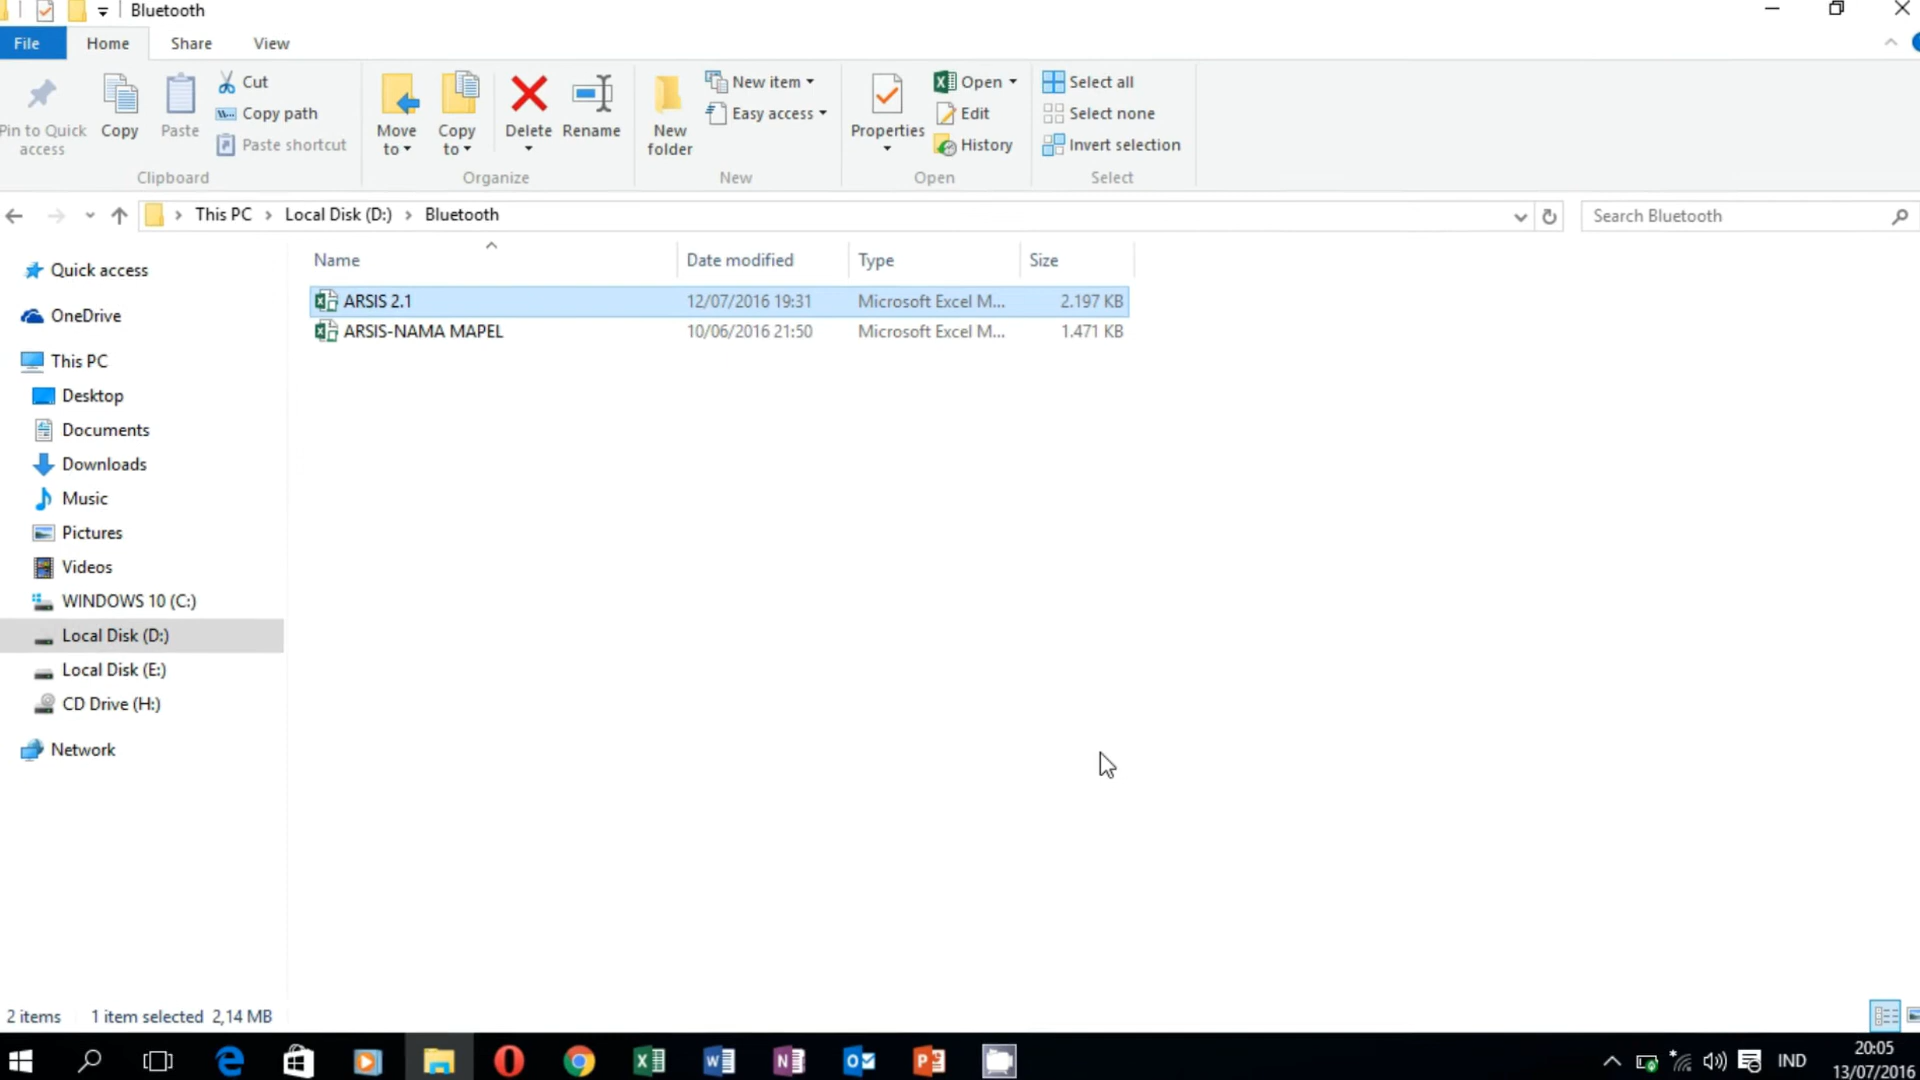 Bluetooth
File Home Share View
Pin to Quick access
Copy
Paste
Cut
Copy path
Paste shortcut
Clipboard
Move to
Copy to
Delete
Rename
Organize
New folder
New item
Easy access
New
Properties
Open
Edit
History
Open
Select all
Select none
Invert selection
Select
This PC Local Disk (D:) Bluetooth
Search Bluetooth
Name Date modified Type Size
ARSIS 2.1 12/07/2016 19:31 Microsoft Excel M... 2.197 KB
ARSIS-NAMA MAPEL 10/06/2016 21:50 Microsoft Excel M... 1.471 KB
Quick access
OneDrive
This PC
Desktop
Documents
Downloads
Music
Pictures
Videos
WINDOWS 10 (C:)
Local Disk (D:)
Local Disk (E:)
CD Drive (H:)
Network
2 items 1 item selected 2,14 MB
IND
20:05
13/07/2016